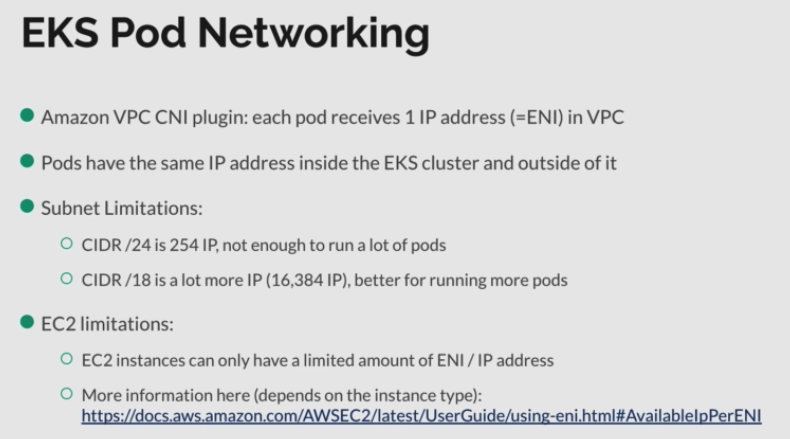 EKS Pod Networking
Amazon VPC CNI plugin: each pod receives 1 IP address (=ENI) in VPC
Pods have the same IP address inside the EKS cluster and outside of it
Subnet Limitations:
CIDR /24 is 254 IP, not enough to run a lot of pods
CIDR /18 is a lot more IP (16,384 IP), better for running more pods
EC2 limitations:
EC2 instances can only have a limited amount of ENI / IP address
More information here (depends on the instance type):
https://docs.aws.amazon.com/AWSEC2/latest/UserGuide/using-eni.html#AvailableIpPerENI